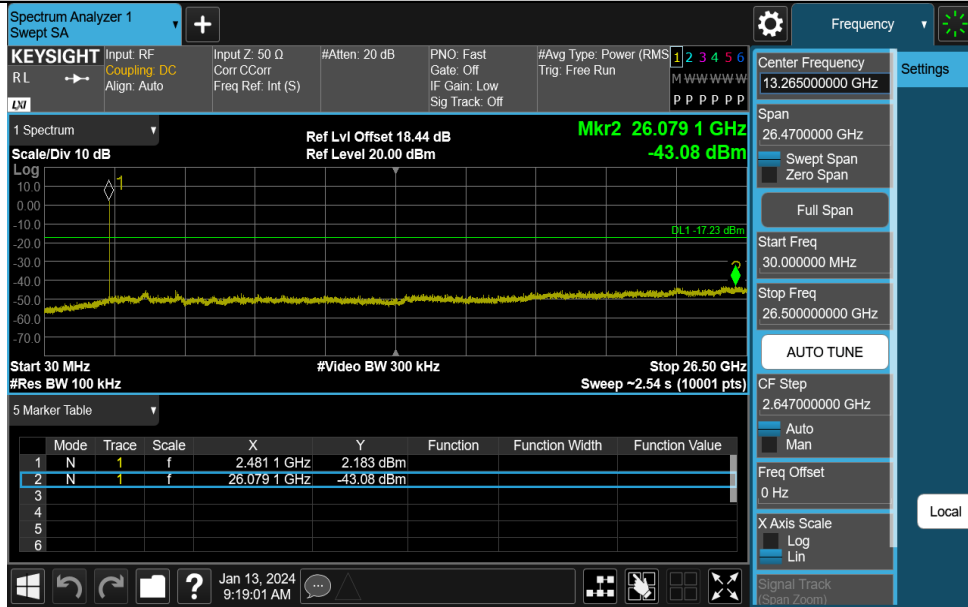 Spectrum Analyzer 1
Swept SA
+
Frequency
KEYSIGHT
Input: RF
Input Z: 50 Ω
#Atten: 20 dB
PNO: Fast
#Avg Type: Power (RMS
1 2 3 4 5 6
RL
Coupling: DC
Corr CCorr
Gate: Off
Trig: Free Run
M W W W W W
Align: Auto
Freq Ref: Int (S)
IF Gain: Low
P P P P P P
LXI
Sig Track: Off
1 Spectrum
Ref Lvl Offset 18.44 dB
Mkr2 26.079 1 GHz
Scale/Div 10 dB
Ref Level 20.00 dBm
-43.08 dBm
Log
1
10.0
0.00
-10.0
DL1 -17.23 dBm
-20.0
-30.0
2
-40.0
-50.0
-60.0
-70.0
Start 30 MHz
#Video BW 300 kHz
Stop 26.50 GHz
#Res BW 100 kHz
Sweep ~2.54 s (10001 pts)
5 Marker Table
Mode Trace Scale X Y Function Function Width Function Value
1 N 1 f 2.481 1 GHz 2.183 dBm
2 N 1 f 26.079 1 GHz -43.08 dBm
3
4
5
6
?
Jan 13, 2024
9:19:01 AM
Center Frequency
13.265000000 GHz
Settings
Span
26.4700000 GHz
Swept Span
Zero Span
Full Span
Start Freq
30.000000 MHz
Stop Freq
26.500000000 GHz
AUTO TUNE
CF Step
2.647000000 GHz
Auto
Man
Freq Offset
0 Hz
Local
X Axis Scale
Log
Lin
Signal Track
(Span Zoom)